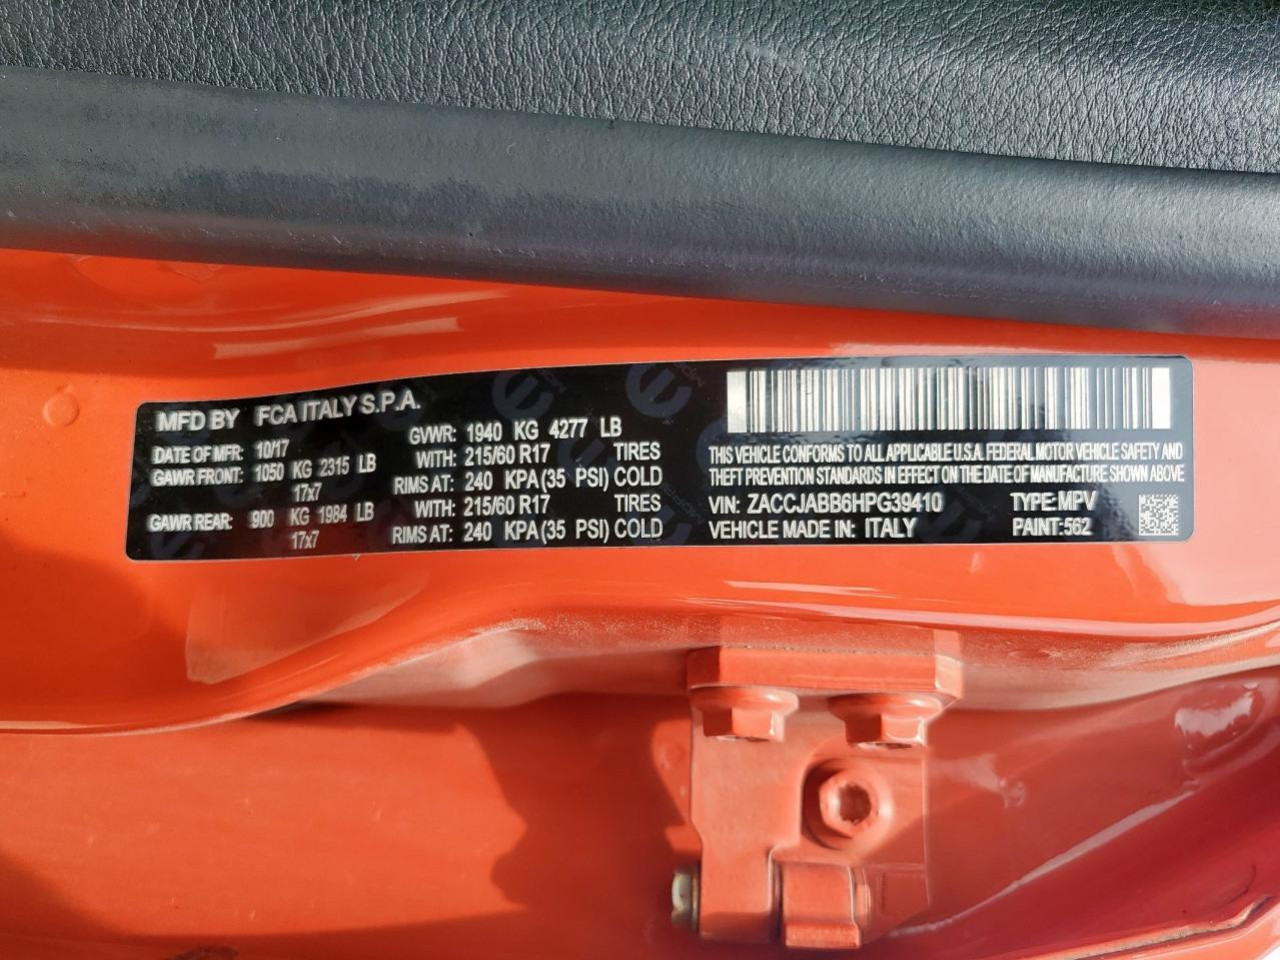 MFD BY FCA ITALY S.P.A.
DATE OF MFR: 10/17 GVWR: 1940 KG 4277 LB
GAWR FRONT: 1050 KG 2315 LB WITH: 215/60 R17 TIRES
17x7 RIMS AT: 240 KPA(35 PSI) COLD
GAWR REAR: 900 KG 1984 LB WITH: 215/60 R17 TIRES
17x7 RIMS AT: 240 KPA(35 PSI) COLD
THIS VEHICLE CONFORMS TO ALL APPLICABLE U.S.A. FEDERAL MOTOR VEHICLE SAFETY AND
THEFT PREVENTION STANDARDS IN EFFECT ON THE DATE OF MANUFACTURE SHOWN ABOVE
VIN: ZACCJABB6HPG39410 TYPE:MPV
VEHICLE MADE IN: ITALY PAINT:562